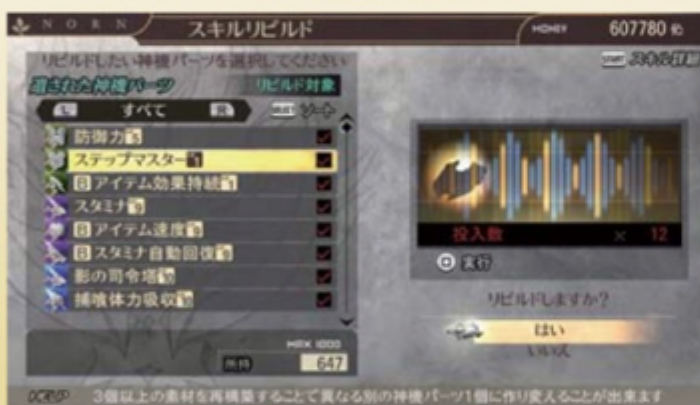 NORN
スキルリビルド
MONEY 607780 fc
リビルドしたい神機パーツを選択してください
START スキル詳細
遺された神機パーツ リビルド対象
L すべて R SELECT ソート
防御力
ステップマスター
B アイテム効果持続
スタミナ
B アイテム速度
B スタミナ自動回復
影の司令塔
捕喰体力吸収
投入数 × 12
実行
リビルドしますか?
はい
いいえ
MAX 1000
所持 647
HELP 3個以上の素材を再構築することで異なる別の神機パーツ1個に作り変えることが出来ます